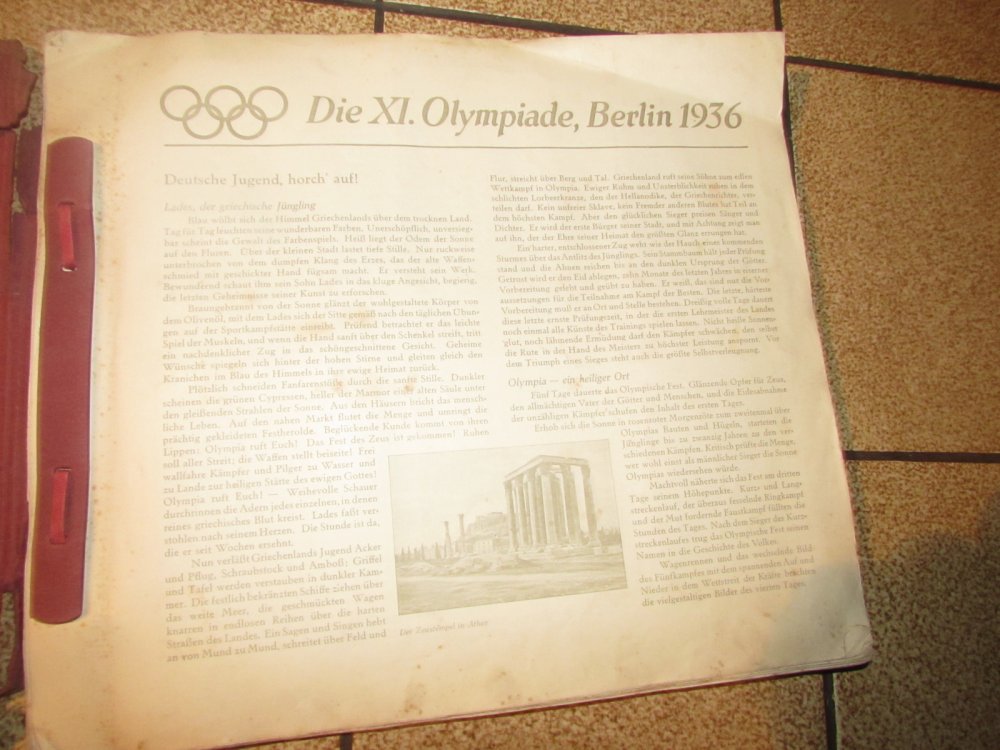 Die XI. Olympiade, Berlin 1936
Deutsche Jugend, horch' auf!
Lades, der griechische Jüngling
Blau wölbt sich der Himmel Griechenlands über dem trocknen Land.
Tag für Tag leuchten seine wunderbaren Farben. Unerschöpflich, unversieg-
bar scheint die Gewalt des Farbenspiels. Heiß liegt der Odem der Sonne
auf den Fluren. Über der kleinen Stadt lastet tiefe Stille. Nur ruckweise
unterbrochen von dem dumpfen Klang des Erzes, das der alte Waffen-
schmied mit geschickter Hand fügsam macht. Er versteht sein Werk.
Bewundernd schaut ihm sein Sohn Lades in das kluge Angesicht, begierig,
die letzten Geheimnisse seiner Kunst zu erforschen.
Braungebrannt von der Sonne glänzt der wohlgestaltete Körper von
dem Olivenöl, mit dem Lades sich der Sitte gemäß nach den täglichen Übun-
gen auf der Sportkampfstätte einreibt. Prüfend betrachtet er das leichte
Spiel der Muskeln, und wenn die Hand sanft über den Schenkel streift, tritt
ein nachdenklicher Zug in das schöngeschnittene Gesicht. Geheime
Wünsche spiegeln sich hinter der hohen Stirne und gleiten gleich den
Kranichen im Blau des Himmels in ihre ewige Heimat zurück.
Plötzlich schneiden Fanfarenstöße durch die sanfte Stille. Dunkler
scheinen die grünen Cypressen, heller der Marmor einer alten Säule unter
den gleißenden Strahlen der Sonne. Aus den Häusern bricht das mensch-
liche Leben. Auf den nahen Markt flutet die Menge und umringt die
prächtig gekleideten Festherolde. Beglückende Kunde kommt von ihren
Lippen: Olympia ruft Euch! Das Fest des Zeus ist gekommen! Ruhen
soll aller Streit; die Waffen stellt beiseite! Frei
wallfahre Kämpfer und Pilger zu Wasser und
zu Lande zur heiligen Stätte des ewigen Gottes!
Olympia ruft Euch! — Weihevolle Schauer
durchrinnen die Adern jedes einzelnen, in denen
reines griechisches Blut kreist. Lades faßt ver-
stohlen nach seinem Herzen. Die Stunde ist da,
die er seit Wochen ersehnt.
Nun verläßt Griechenlands Jugend Acker
und Pflug, Schraubstock und Amboß; Griffel
und Tafel werden verstauben in dunkler Kam-
mer. Die festlich bekränzten Schiffe ziehen über
das weite Meer, die geschmückten Wagen
knarren in endlosen Reihen über die harten
Straßen des Landes. Ein Sagen und Singen hebt
an von Mund zu Mund, schreitet über Feld und
Der Zeustempel in Athen
Flur, streicht über Berg und Tal. Griechenland ruft seine Söhne zum edlen
Wettkampf in Olympia. Ewiger Ruhm und Unsterblichkeit ruhen in dem
schlichten Lorbeerkranze, den des Hellanodike, der Griechenrichter, ver-
liehen darf. Kein unfreier Sklave, kein Fremder anderen Blutes hat Teil an
dem höchsten Kampf. Aber den glücklichen Sieger preisen Sänger und
Dichter. Er wird der erste Bürger seiner Stadt, und mit Achtung zeigt man
auf ihn, der der Ehre seiner Heimat den größten Glanz errungen hat.
Ein harter, entschlossener Zug weht wie der Hauch eines kommenden
Sturmes über das Antlitz des Jünglings. Sein Stammbaum hält jeder Prüfung
stand und die Ahnen reichen bis an den dunklen Ursprung der Götter.
Getrost wird er den Eid ablegen, zehn Monate des letzten Jahres in eiserner
Vorbereitung gelebt und geübt zu haben. Er weiß, das sind nur die Vor-
aussetzungen für die Teilnahme am Kampf der Besten. Die letzte, härteste
Vorbereitung muß er an Ort und Stelle bestehen. Dreißig volle Tage dauert
diese letzte ernste Prüfungszeit, in der die ersten Lehrmeister des Landes
noch einmal alle Künste des Trainings spielen lassen. Nicht heiße Sonnen-
glut, noch lähmende Ermüdung darf den Kämpfer schwächen, den selbst
die Rute in der Hand des Meisters zu höchster Leistung anspornt. Vor
dem Triumph eines Sieges steht auch die größte Selbstverleugnung.
Olympia — ein heiliger Ort
Fünf Tage dauerte das Olympische Fest. Glänzende Opfer für Zeus,
den allmächtigen Vater der Götter und Menschen, und die Eidesabnahme
der unzähligen Kämpfer schufen den Inhalt des ersten Tages.
Erhob sich die Sonne in rosenroter Morgenröte zum zweitenmal über
Olympias Bauten und Hügeln, starteten die
Jünglinge bis zu zwanzig Jahren zu den ver-
schiedenen Kämpfen. Kritisch prüfte die Menge,
wer wohl einst als männlicher Sieger die Sonne
Olympias wiedersehen würde.
Machtvoll näherte sich das Fest am dritten
Tage seinem Höhepunkte. Kurz- und Lang-
streckenlauf, der überaus fesselnde Ringkampf
und der Mut fordernde Faustkampf füllten die
Stunden des Tages. Nach dem Sieger des Kurz-
streckenlaufes trug das Olympische Fest seinen
Namen in die Geschichte des Volkes.
Wagenrennen und das wechselnde Bild
des Fünfkampfes mit dem spannenden Auf und
Nieder in dem Wettstreit der Kräfte brachten
die vielgestaltigen Bilder des vierten Tages.